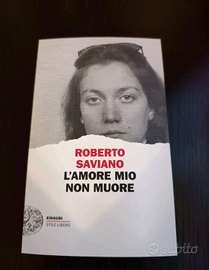 ROBERTO
SAVIANO
L'AMORE MIO
NON MUORE
EINAUDI
STILE LIBERO
subito